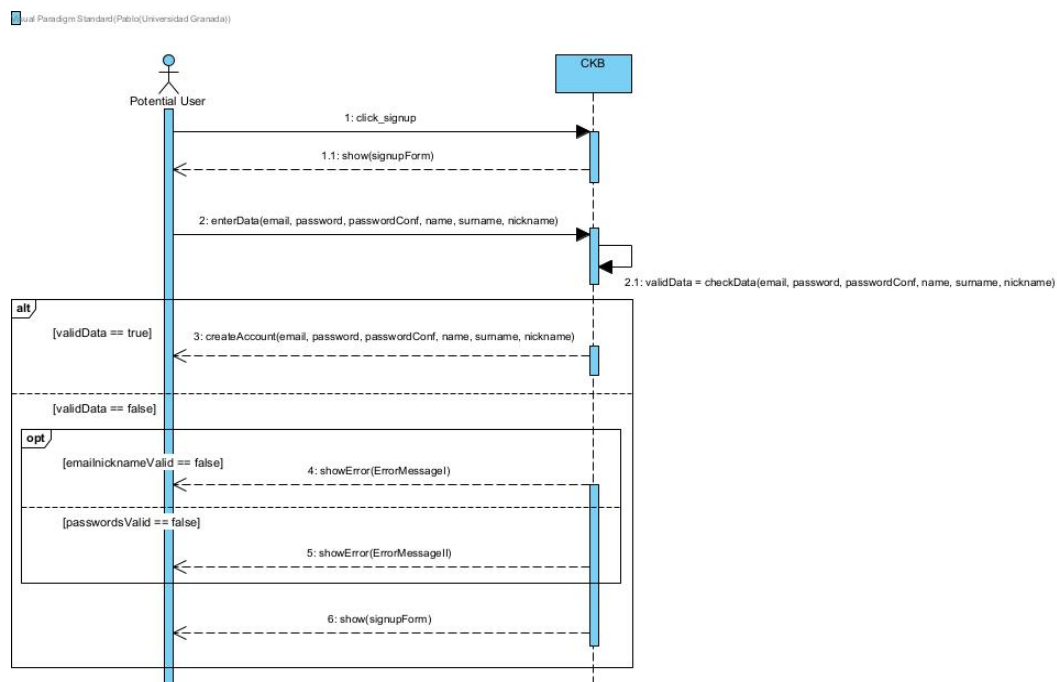 Visual Paradigm Standard(Pablo(Universidad Granada))
CKB
Potential User
1: click_signup
1.1: show(signupForm)
2: enterData(email, password, passwordConf, name, surname, nickname)
2.1: validData = checkData(email, password, passwordConf, name, surname, nickname)
alt
[validData == true]
3: createAccount(email, password, passwordConf, name, surname, nickname)
[validData == false]
opt
[emailnicknameValid == false]
4: showError(ErrorMessageI)
[passwordsValid == false]
5: showError(ErrorMessageII)
6: show(signupForm)